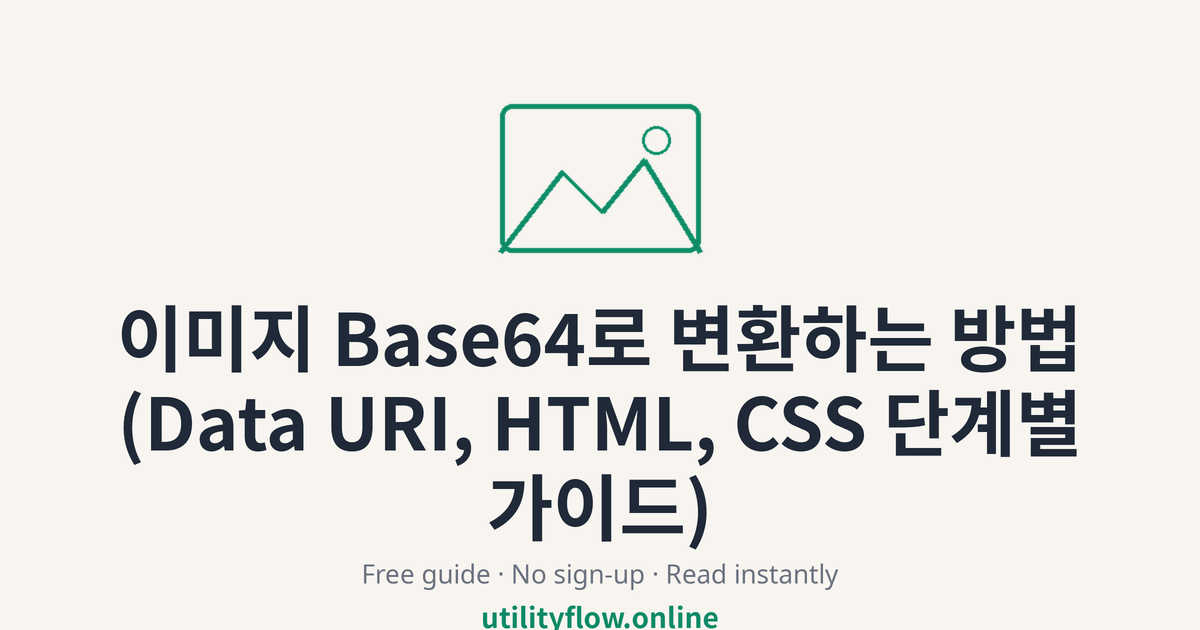 이미지 Base64로 변환하는 방법
(Data URI, HTML, CSS 단계별
가이드)
Free guide · No sign-up · Read instantly
utilityflow.online